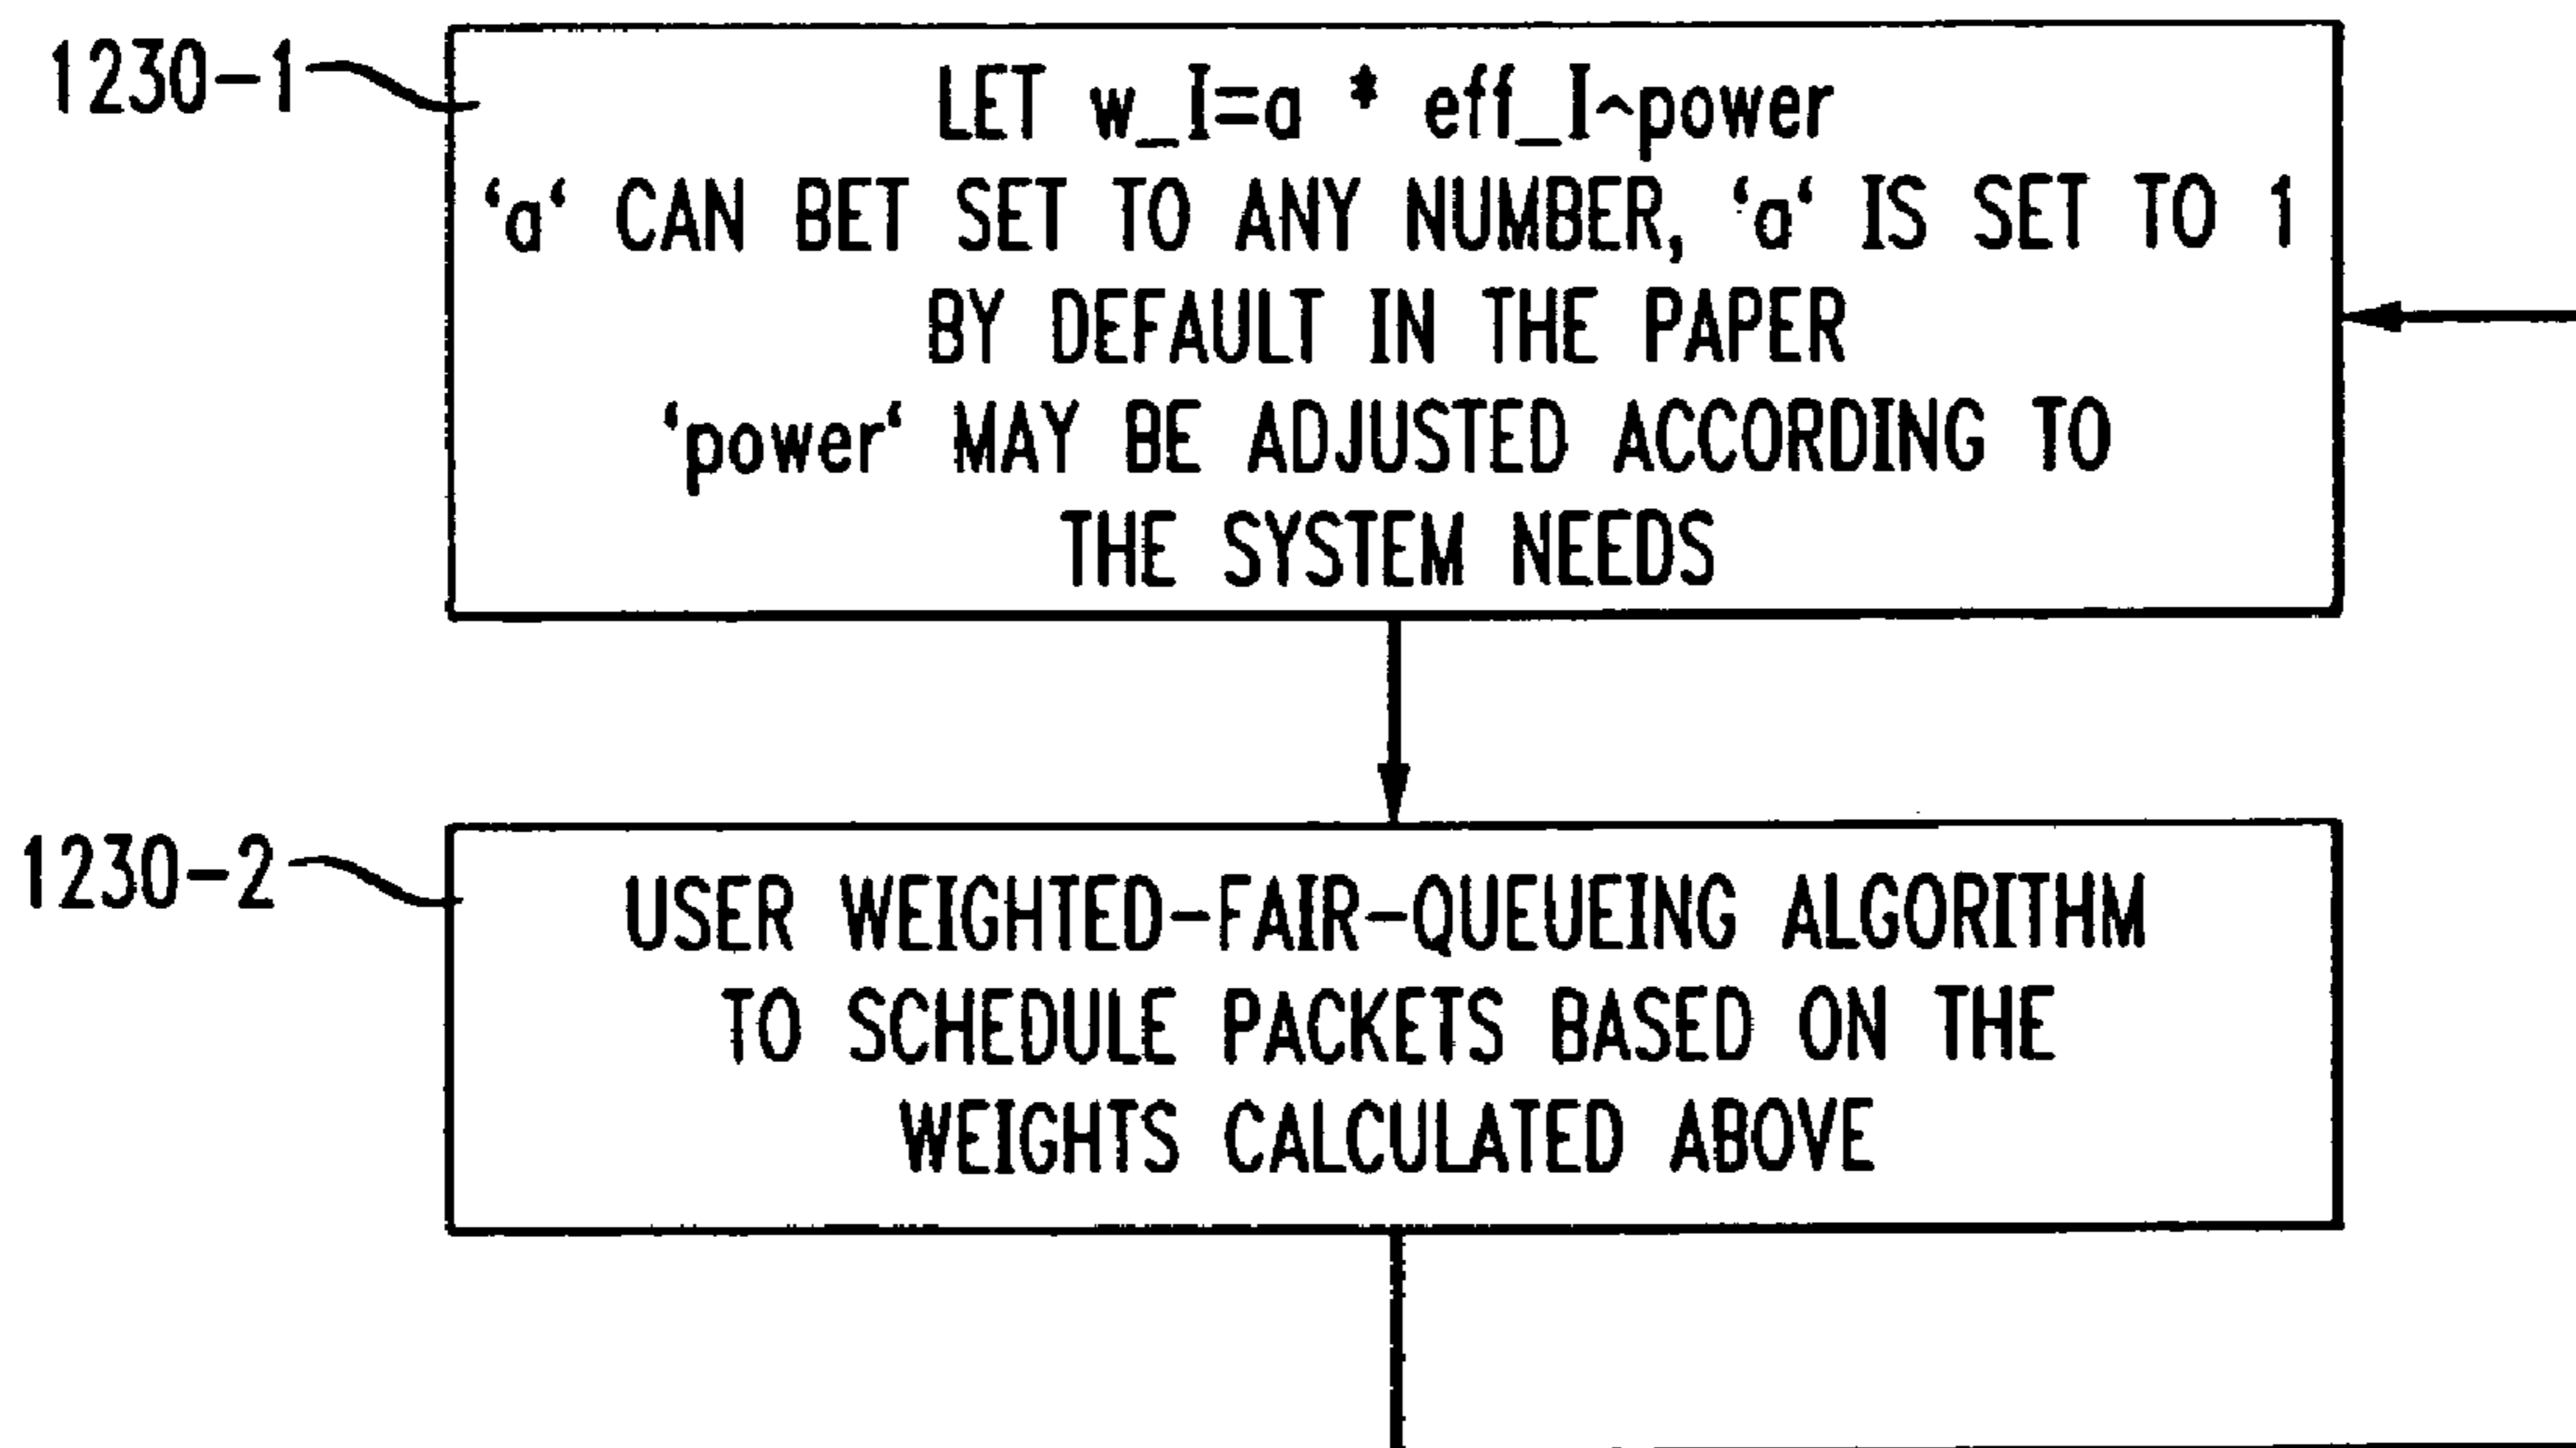 1230-1
LET w_I=a * eff_I~power
‘a‘ CAN BET SET TO ANY NUMBER, ‘a‘ IS SET TO 1
BY DEFAULT IN THE PAPER
‘power‘ MAY BE ADJUSTED ACCORDING TO
THE SYSTEM NEEDS
1230-2
USER WEIGHTED-FAIR-QUEUEING ALGORITHM
TO SCHEDULE PACKETS BASED ON THE
WEIGHTS CALCULATED ABOVE